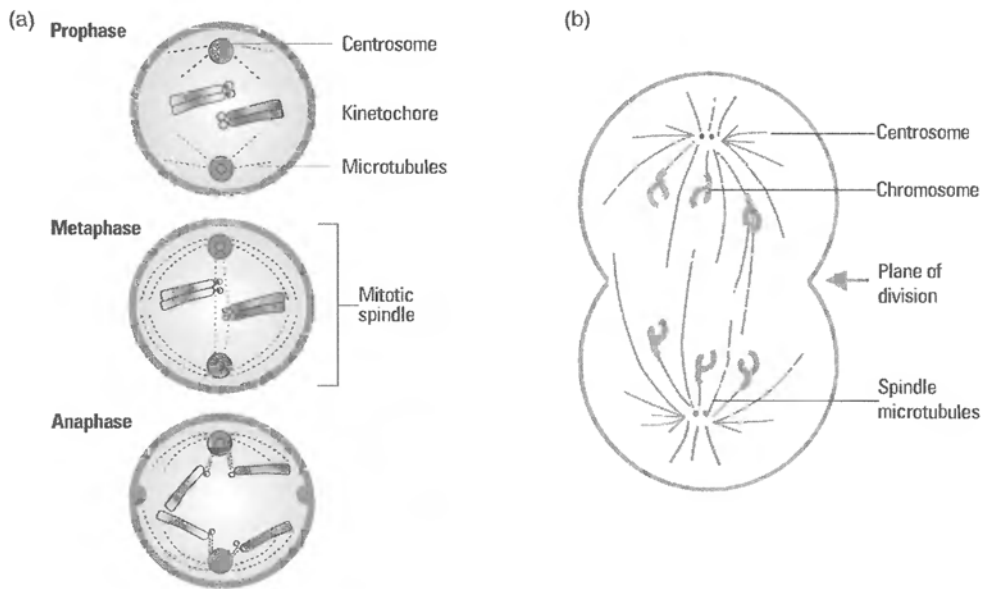 (a)
Prophase
Centrosome
Kinetochore
Microtubules
Metaphase
Mitotic
spindle
Anaphase
(b)
Centrosome
Chromosome
Plane of
division
Spindle
microtubules